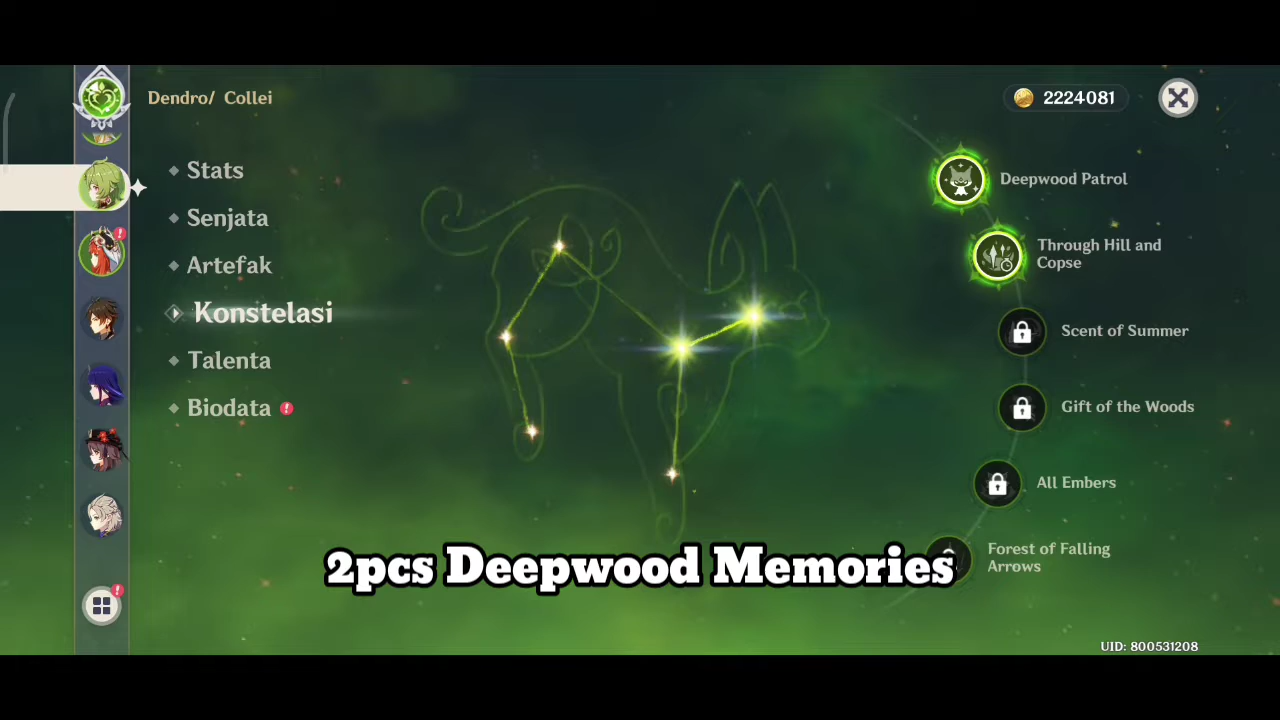 Dendro/ Collei
2224081
Stats
Senjata
Artefak
Konstelasi
Talenta
Biodata
Deepwood Patrol
Through Hill and
Copse
Scent of Summer
Gift of the Woods
All Embers
Forest of Falling
Arrows
2pcs Deepwood Memories
UID: 800531208